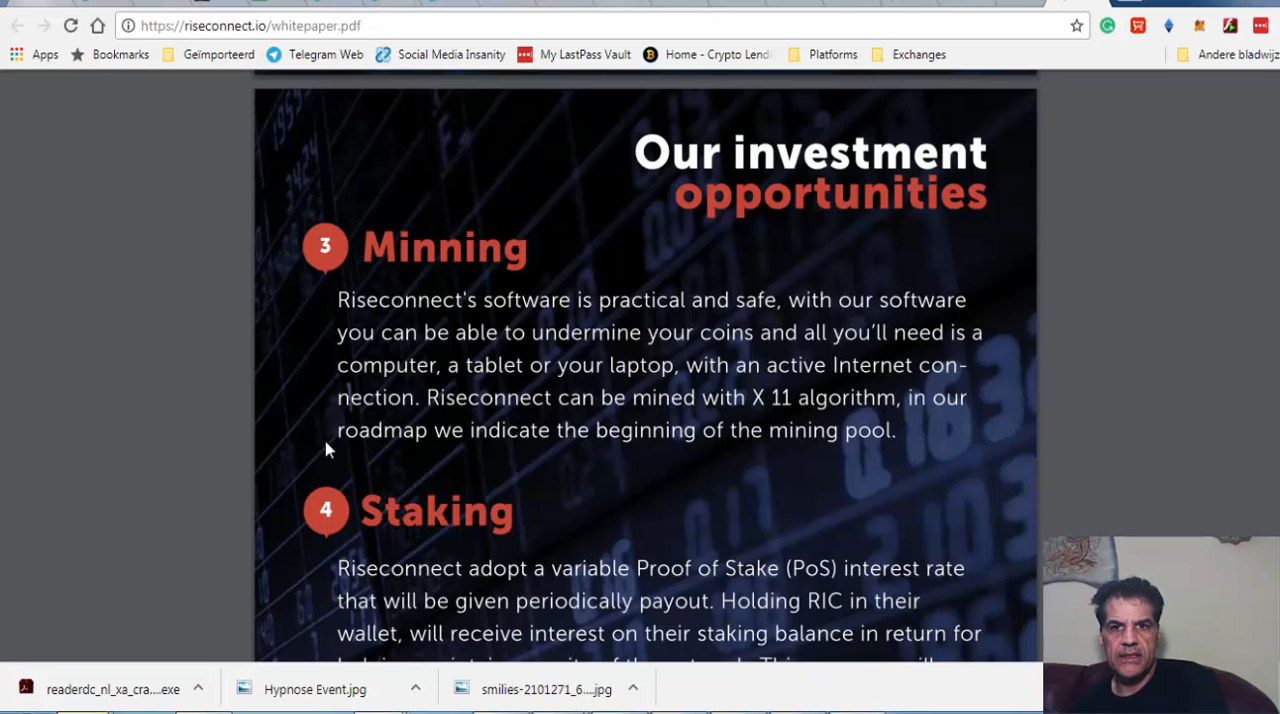 https://riseconnect.io/whitepaper.pdf
Apps Bookmarks Geïmporteerd Telegram Web Social Media Insanity My LastPass Vault Home - Crypto Lendi Platforms Exchanges Andere bladwijz
Our investment
opportunities
3 Minning
Riseconnect's software is practical and safe, with our software
you can be able to undermine your coins and all you’ll need is a
computer, a tablet or your laptop, with an active Internet con-
nection. Riseconnect can be mined with X 11 algorithm, in our
roadmap we indicate the beginning of the mining pool.
4 Staking
Riseconnect adopt a variable Proof of Stake (PoS) interest rate
that will be given periodically payout. Holding RIC in their
wallet, will receive interest on their staking balance in return for
readerdc_nl_xa_cra....exe Hypnose Event.jpg smilies-2101271_6....jpg